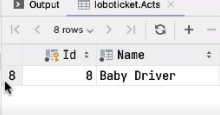 Output loboticket.Acts
8 rows
Id Name
8 8 Baby Driver